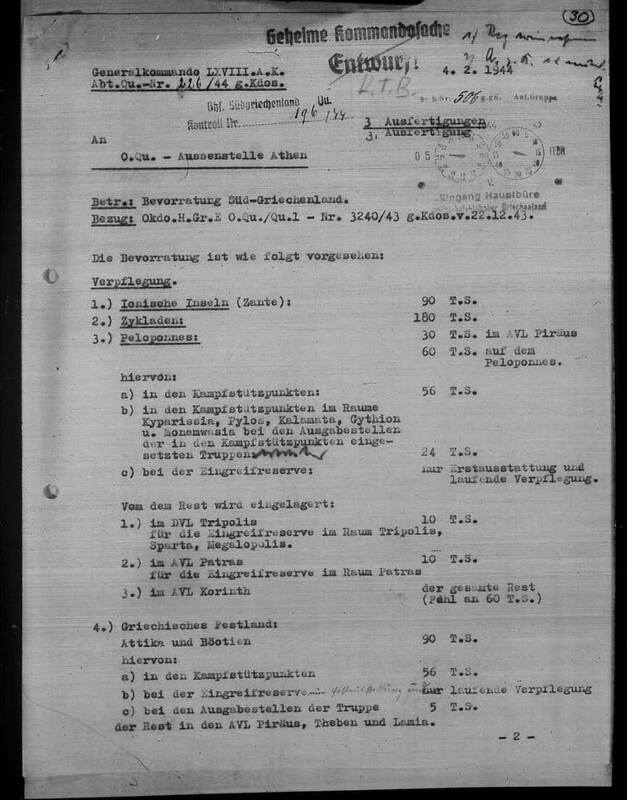 30
Geheime Kommandosache
Entwurf!
Generalkommando LXVIII.A.K.
4. 2. 1944
Abt.Qu.-Nr. 226/44 g.Kdos.
K.T.B.
Bfh. Südgriechenland Qu.
Kontroll Nr. 196/44
506
3 Ausfertigungen
3. Ausfertigung
An
O.Qu. - Aussenstelle Athen
05
FEBR
Eingang Hauptbüro
Betr.: Bevorratung Süd-Griechenland.
Bezug: Okdo.H.Gr.E O.Qu./Qu.1 - Nr. 3240/43 g.Kdos.v.22.12.43.
Die Bevorratung ist wie folgt vorgesehen:
Verpflegung.
1.) Ionische Inseln (Zante): 90 T.S.
2.) Zykladen: 180 T.S.
3.) Peloponnes: 30 T.S. im AVL Piräus
60 T.S. auf dem
Peloponnes.
hiervon:
a) in den Kampfstützpunkten: 56 T.S.
b) in den Kampfstützpunkten im Raume
Kyparissia, Pylos, Kalamata, Gythion
u. Monemwasia bei den Ausgabestellen
der in den Kampfstützpunkten einge-
setzten Truppen 24 T.S.
c) bei der Eingreifreserve: nur Erstausstattung und
laufende Verpflegung.
Vom dem Rest wird eingelagert:
1.) im DVL Tripolis 10 T.S.
für die Eingreifreserve im Raum Tripolis,
Sparta, Megalopolis.
2.) im AVL Patras 10 T.S.
für die Eingreifreserve im Raum Patras
3.) im AVL Korinth der gesamte Rest
(Fehl an 60 T.S.)
4.) Griechisches Festland:
Attika und Böotien 90 T.S.
hiervon:
a) in den Kampfstützpunkten 56 T.S.
b) bei der Eingreifreserve nur laufende Verpflegung
c) bei den Ausgabestellen der Truppe 5 T.S.
der Rest in den AVL Piräus, Theben und Lamia.
- 2 -